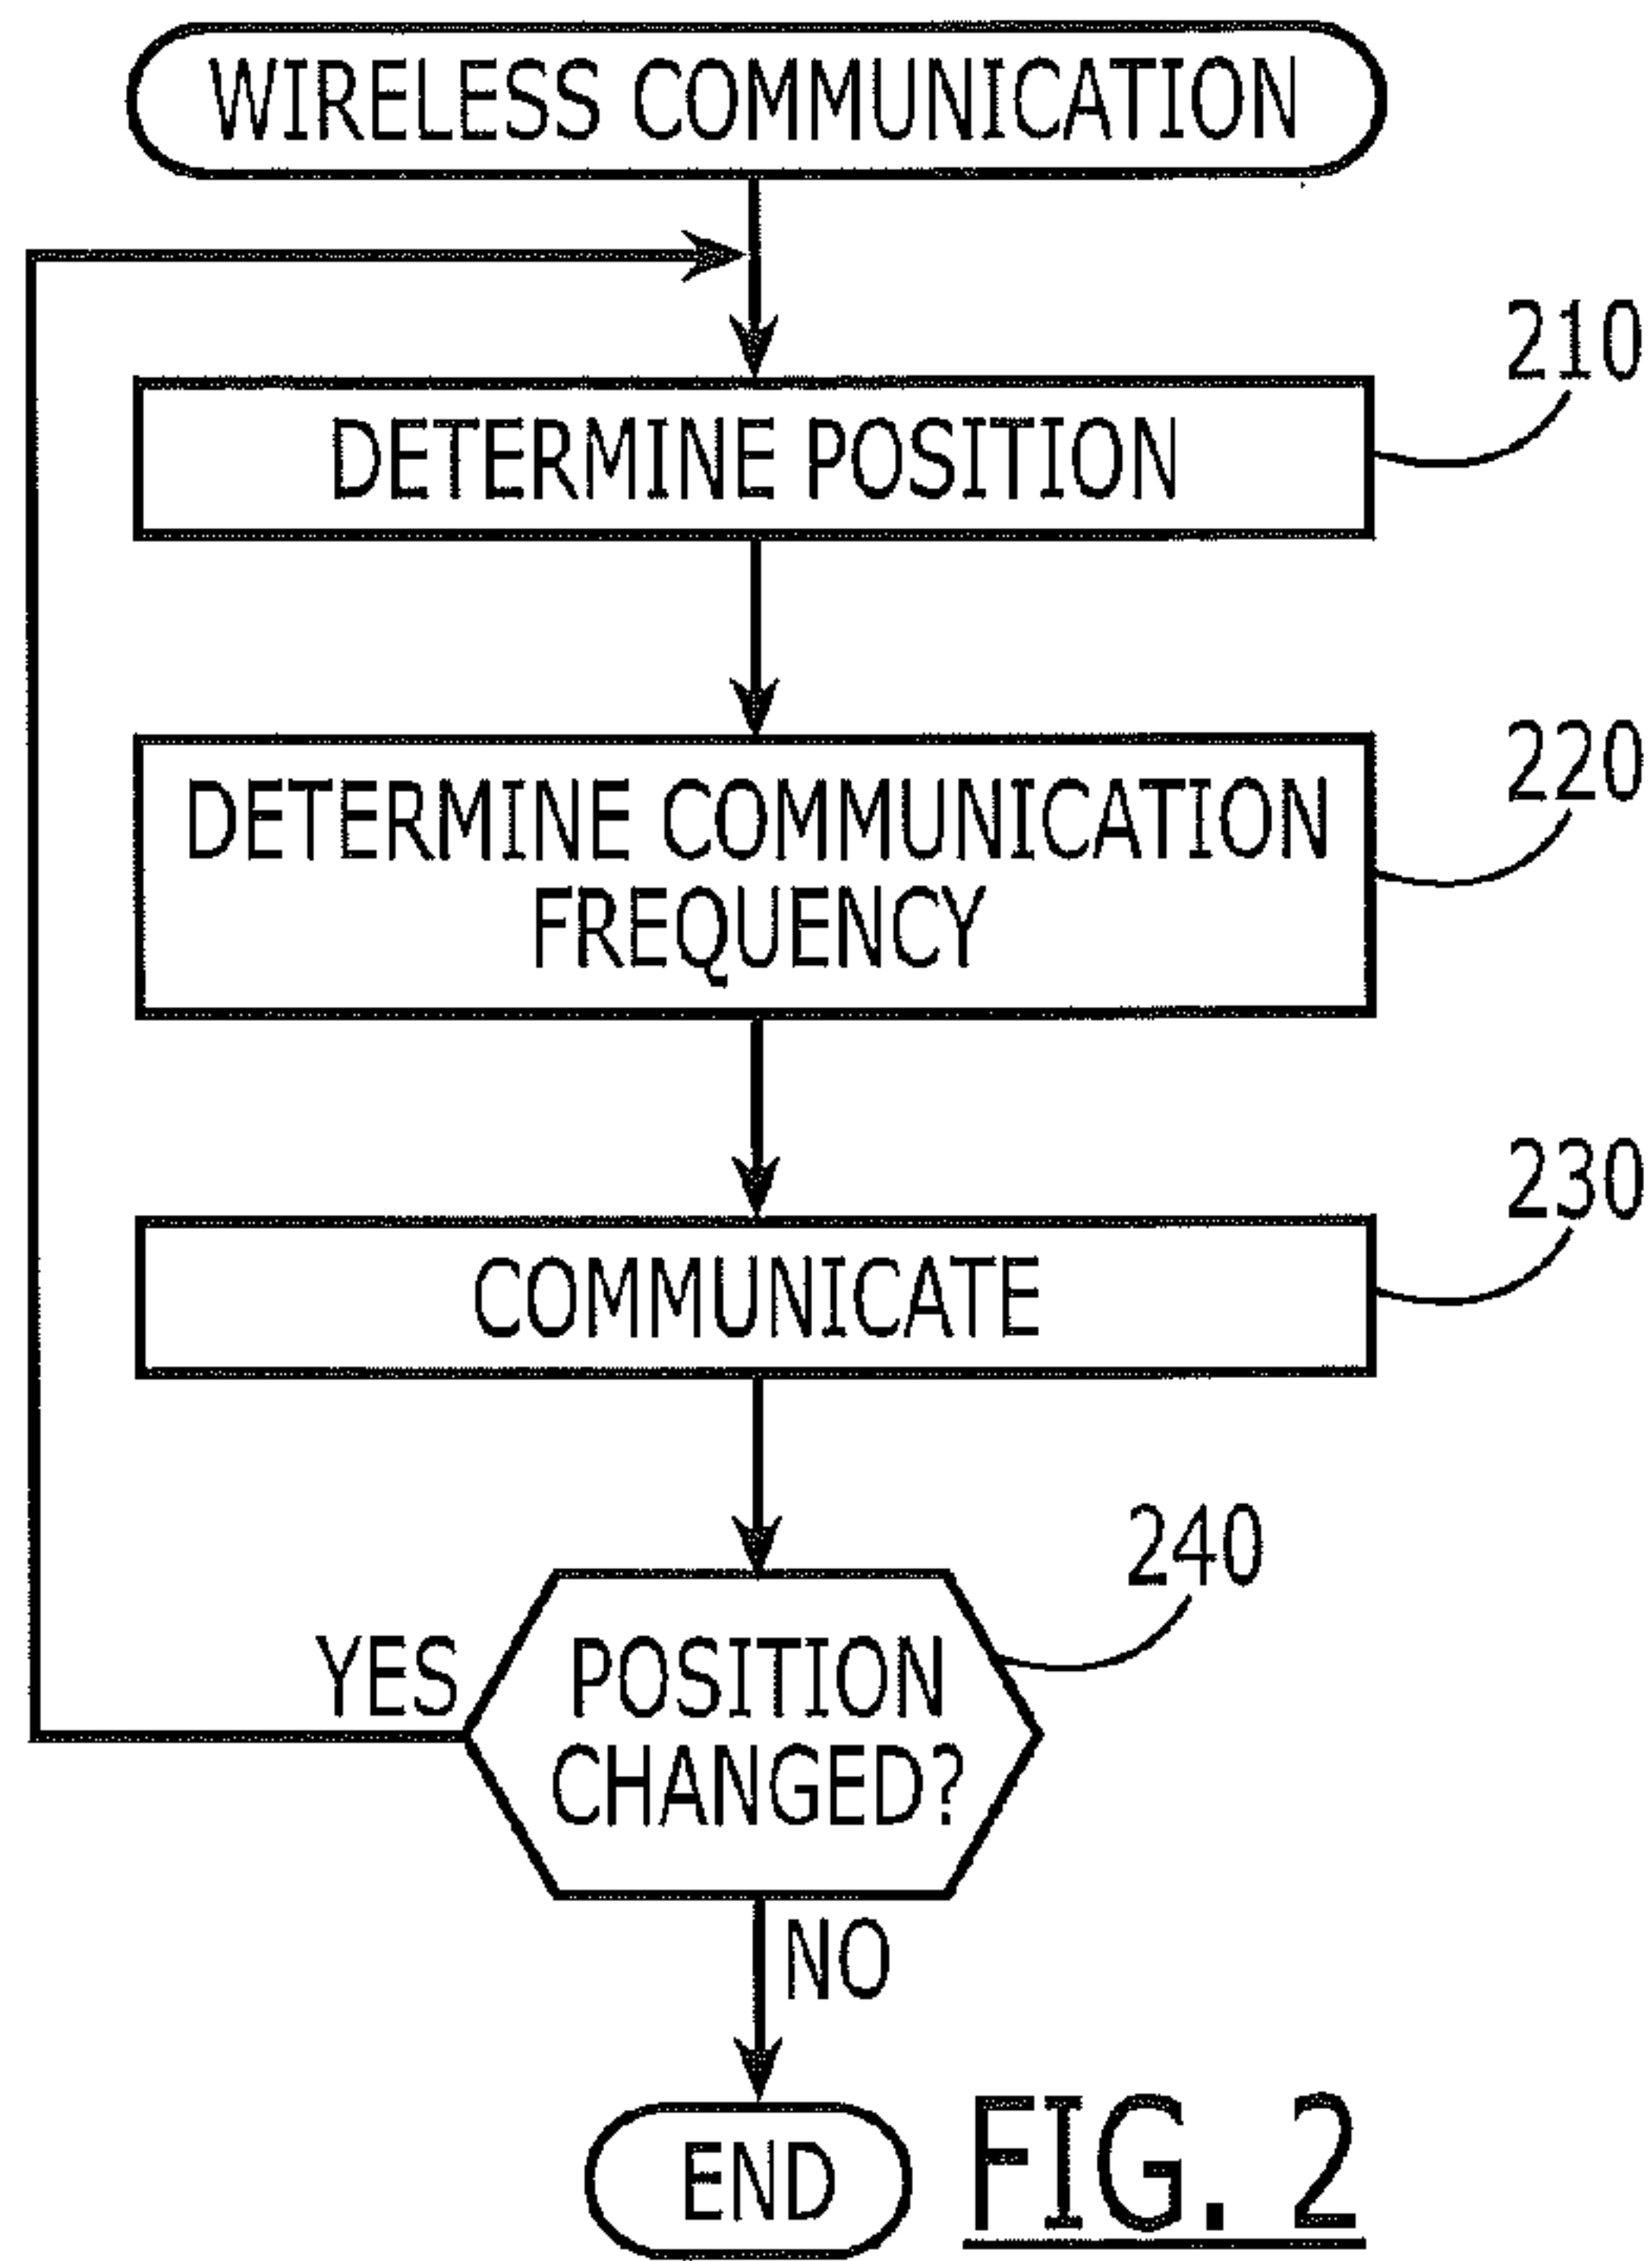 WIRELESS COMMUNICATION
210
DETERMINE POSITION
220
DETERMINE COMMUNICATION
FREQUENCY
230
COMMUNICATE
240
YES
POSITION
CHANGED?
NO
END
FIG. 2